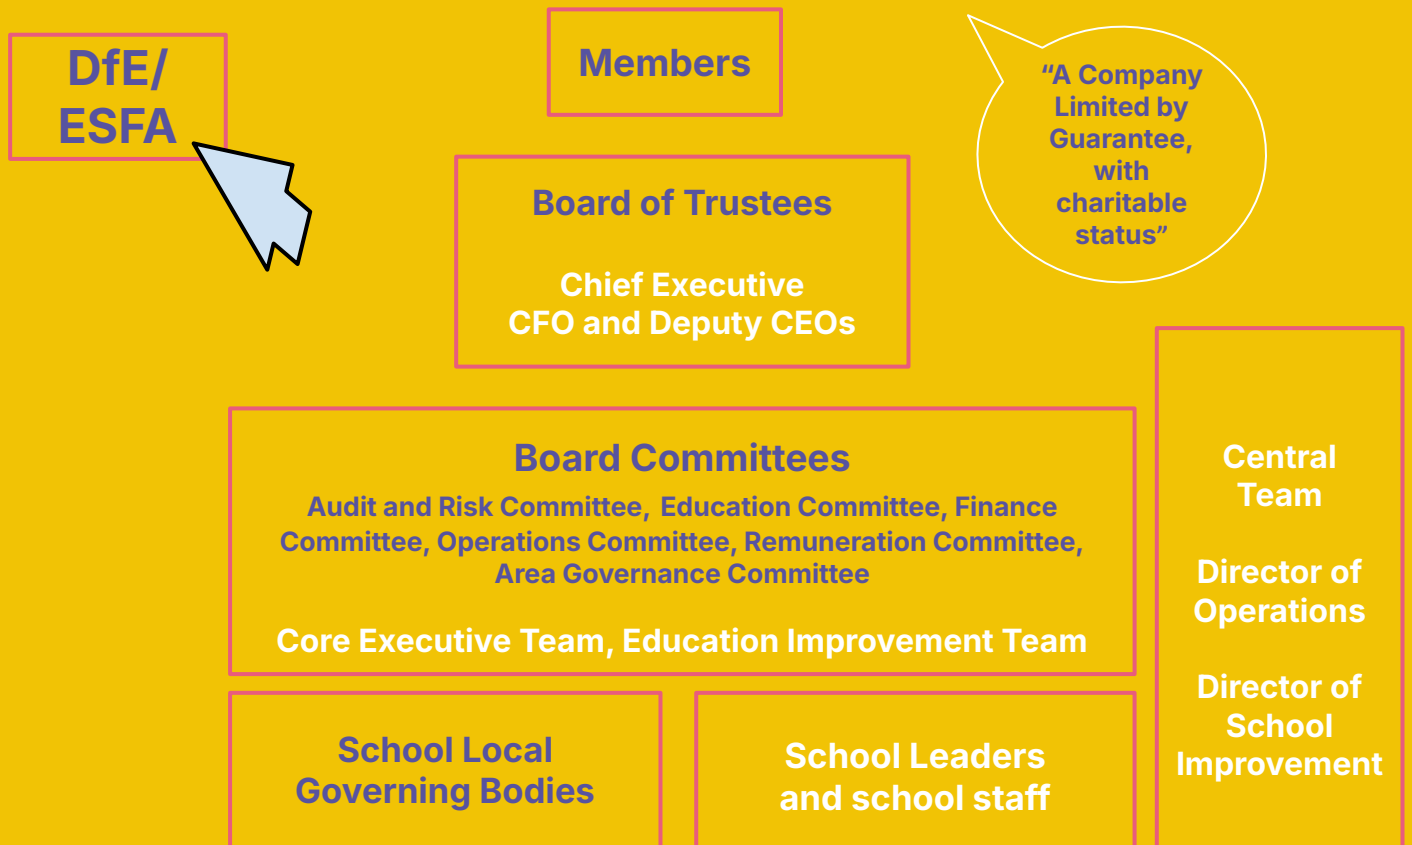 DfE/
ESFA
Members
“A Company
Limited by
Guarantee,
with
charitable
status”
Board of Trustees
Chief Executive
CFO and Deputy CEOs
Board Committees
Audit and Risk Committee, Education Committee, Finance
Committee, Operations Committee, Remuneration Committee,
Area Governance Committee
Core Executive Team, Education Improvement Team
Central
Team
Director of
Operations
Director of
School
Improvement
School Local
Governing Bodies
School Leaders
and school staff